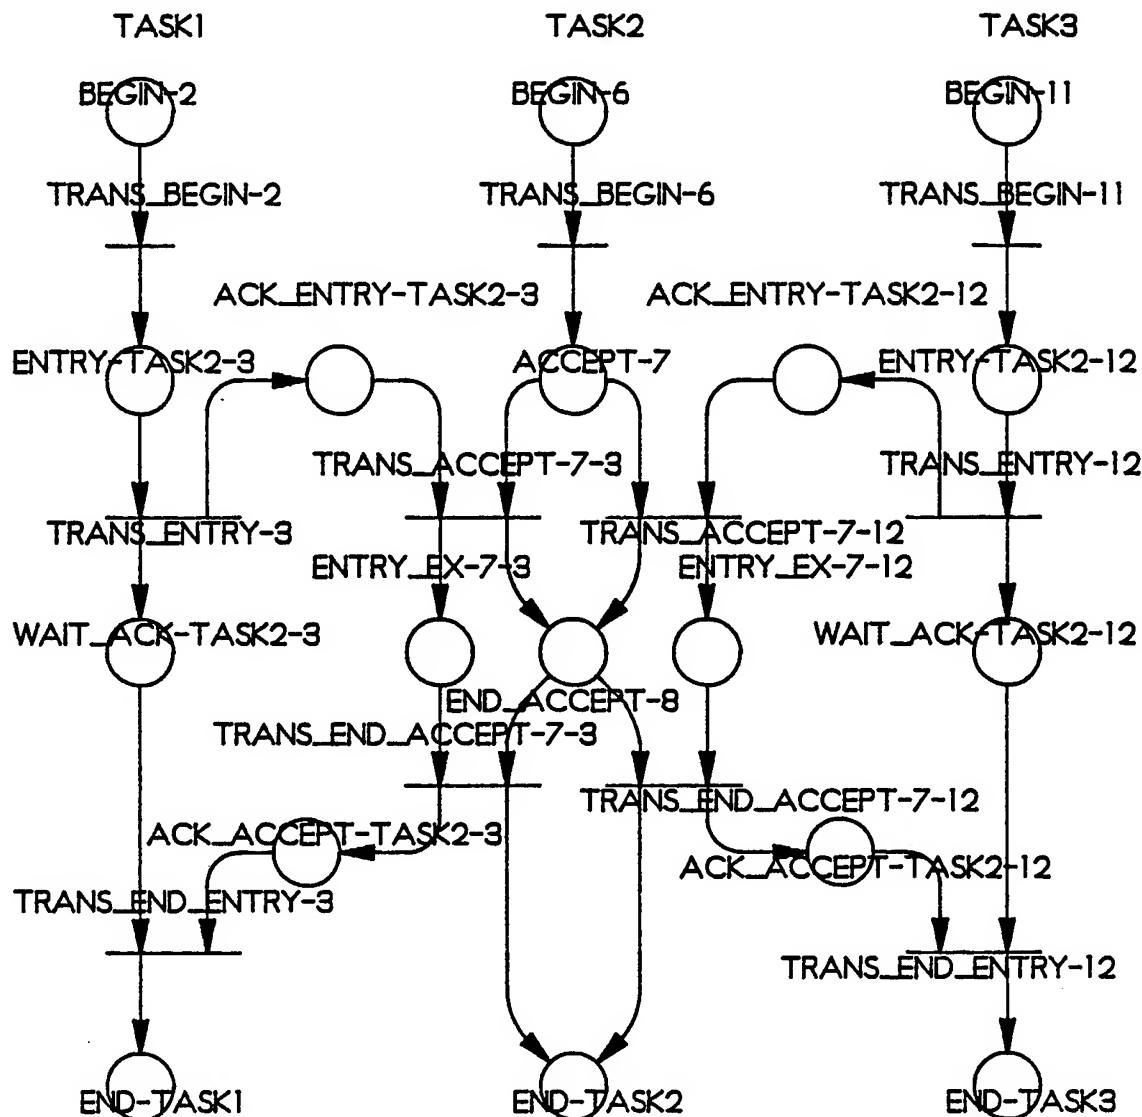 TASK1 TASK2 TASK3
BEGIN-2 BEGIN-6 BEGIN-11
TRANS_BEGIN-2 TRANS_BEGIN-6 TRANS_BEGIN-11
ACK_ENTRY-TASK2-3 ACK_ENTRY-TASK2-12
ENTRY-TASK2-3 ACCEPT-7 ENTRY-TASK2-12
TRANS_ACCEPT-7-3 TRANS_ENTRY-12
TRANS_ENTRY-3 TRANS_ACCEPT-7-12
ENTRY_EX-7-3 ENTRY_EX-7-12
WAIT_ACK-TASK2-3 WAIT_ACK-TASK2-12
END_ACCEPT-8
TRANS_END_ACCEPT-7-3
TRANS_END_ACCEPT-7-12
ACK_ACCEPT-TASK2-3
ACK_ACCEPT-TASK2-12
TRANS_END_ENTRY-3
TRANS_END_ENTRY-12
END-TASK1 END-TASK2 END-TASK3